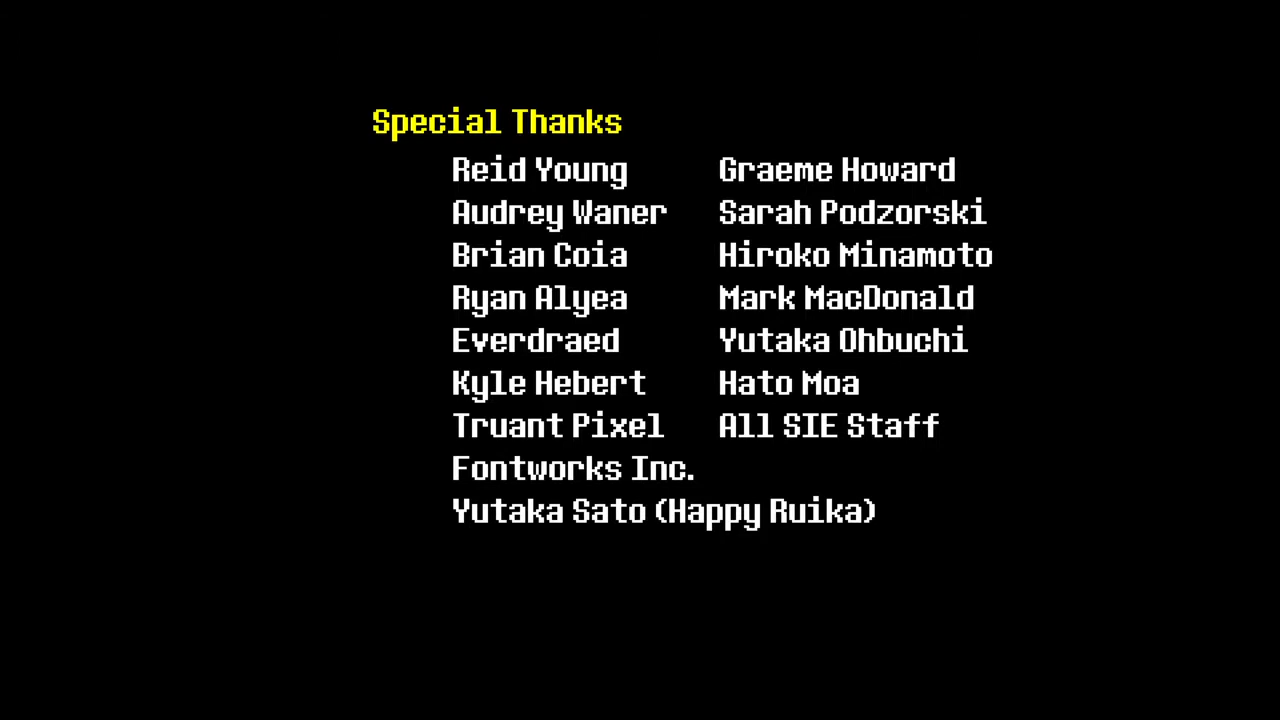 Special Thanks
Reid Young Graeme Howard
Audrey Waner Sarah Podzorski
Brian Coia Hiroko Minamoto
Ryan Alyea Mark MacDonald
Everdraed Yutaka Ohbuchi
Kyle Hebert Hato Moa
Truant Pixel All SIE Staff
Fontworks Inc.
Yutaka Sato (Happy Ruika)